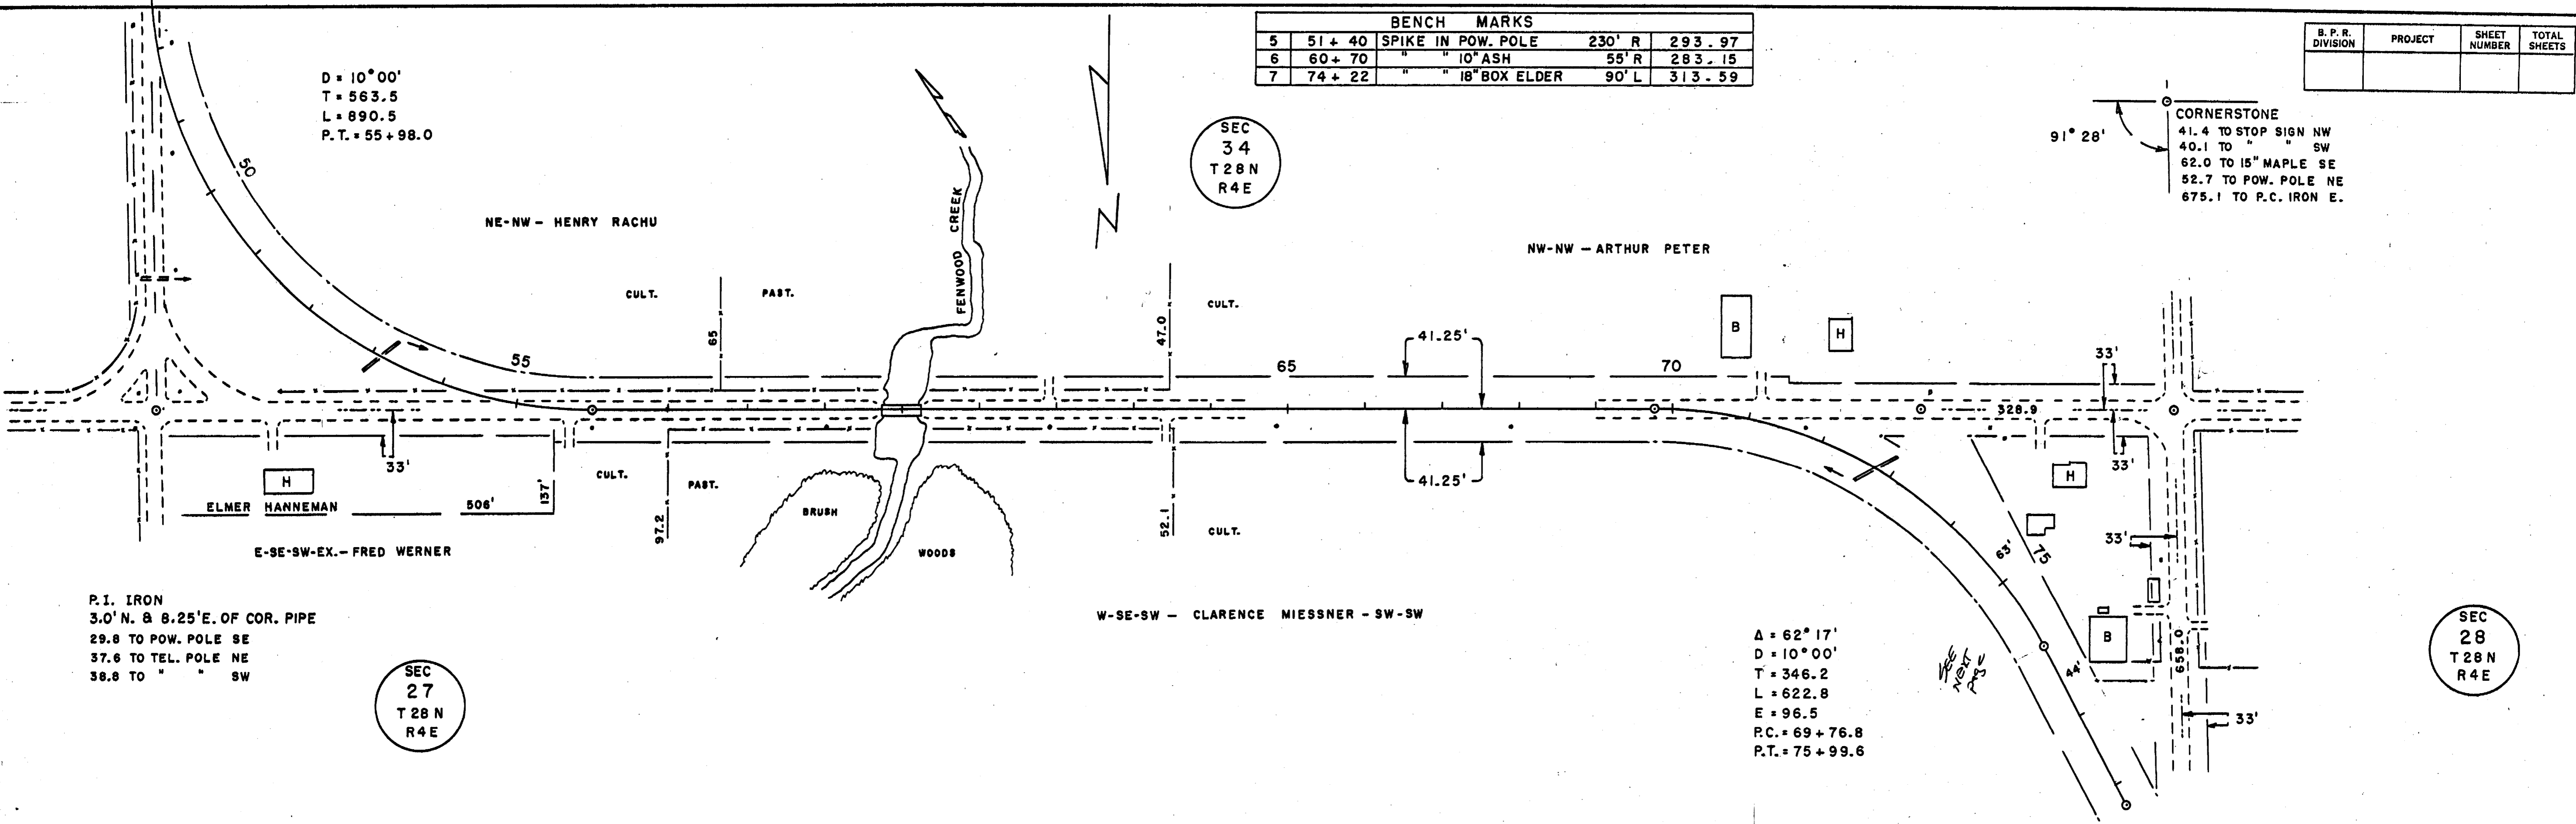 BENCH MARKS
5 51+40 SPIKE IN POW. POLE 230' R 293.97
6 60+70 " " 10" ASH 55' R 283.15
7 74+22 " " 18" BOX ELDER 90' L 313.59
B. P. R. DIVISION PROJECT SHEET NUMBER TOTAL SHEETS
D = 10°00'
T = 563.5
L = 890.5
P.T. = 55+98.0
SEC
34
T 28 N
R4E
91° 28'
CORNERSTONE
41.4 TO STOP SIGN NW
40.1 TO " " SW
62.0 TO 15" MAPLE SE
52.7 TO POW. POLE NE
675.1 TO P.C. IRON E.
50
NE-NW - HENRY RACHU
FENWOOD CREEK
N
NW-NW - ARTHUR PETER
CULT.
65
PAST.
47.0
CULT.
B
H
55
41.25'
65
70
33'
328.9
33'
33'
H
ELMER HANNEMAN
506'
137'
CULT.
97.2
PAST.
BRUSH
WOODS
52.1
CULT.
41.25'
H
63'
75
33'
E-SE-SW-EX.- FRED WERNER
P.I. IRON
3.0' N. & 8.25' E. OF COR. PIPE
29.8 TO POW. POLE SE
37.6 TO TEL. POLE NE
38.8 TO " " SW
SEC
27
T 28 N
R4E
W-SE-SW - CLARENCE MIESSNER - SW-SW
Δ = 62° 17'
D = 10°00'
T = 346.2
L = 622.8
E = 96.5
P.C. = 69+76.8
P.T. = 75+99.6
SEE
NEXT
Page
44'
B
658.0
33'
SEC
28
T 28 N
R4E